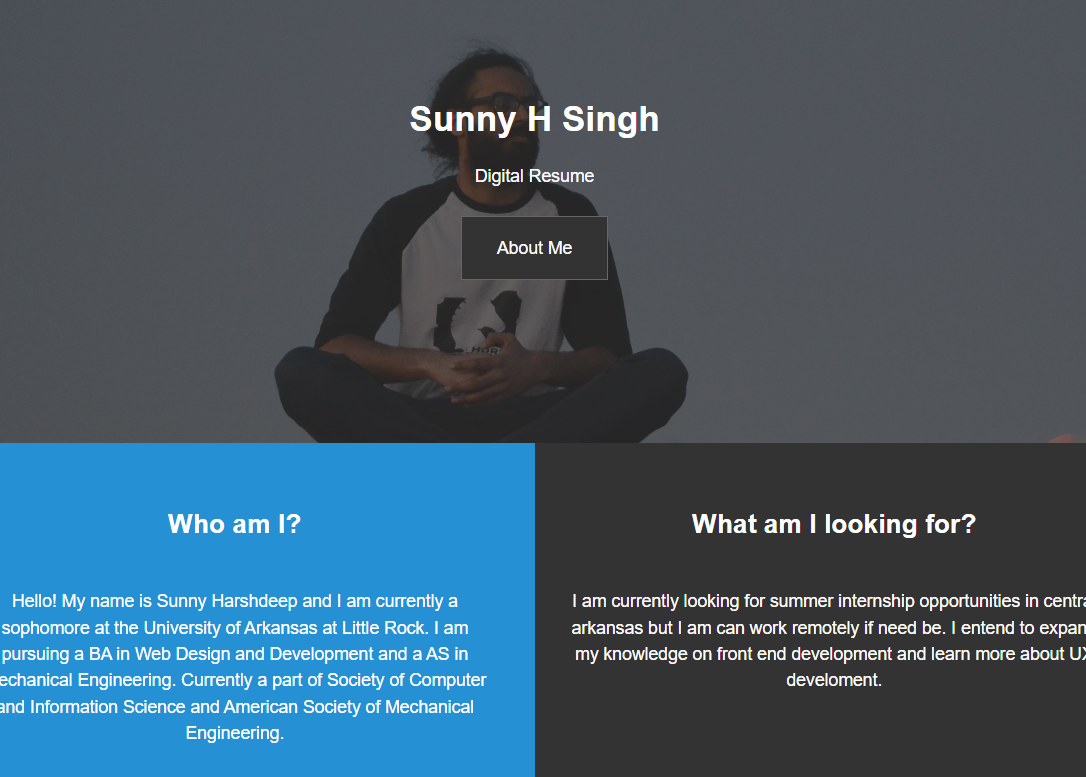 Sunny H Singh
Digital Resume
About Me
Who am I?
Hello! My name is Sunny Harshdeep and I am currently a
sophomore at the University of Arkansas at Little Rock. I am
pursuing a BA in Web Design and Development and a AS in
echanical Engineering. Currently a part of Society of Computer
and Information Science and American Society of Mechanical
Engineering.
What am I looking for?
I am currently looking for summer internship opportunities in centra
arkansas but I am can work remotely if need be. I entend to expan
my knowledge on front end development and learn more about UX
develoment.